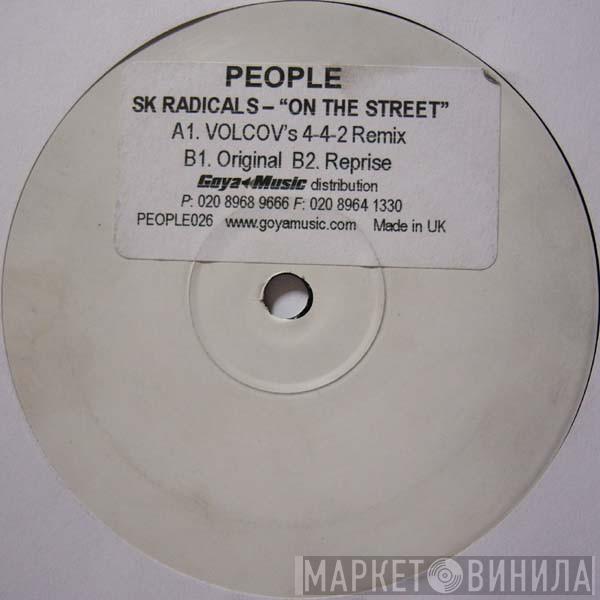 PEOPLE
SK RADICALS – “ON THE STREET”
A1. VOLCOV's 4-4-2 Remix
B1. Original B2. Reprise
Goya Music distribution
P: 020 8968 9666 F: 020 8964 1330
PEOPLE026 www.goyamusic.com Made in UK
МАРКЕТ ВИНИЛА